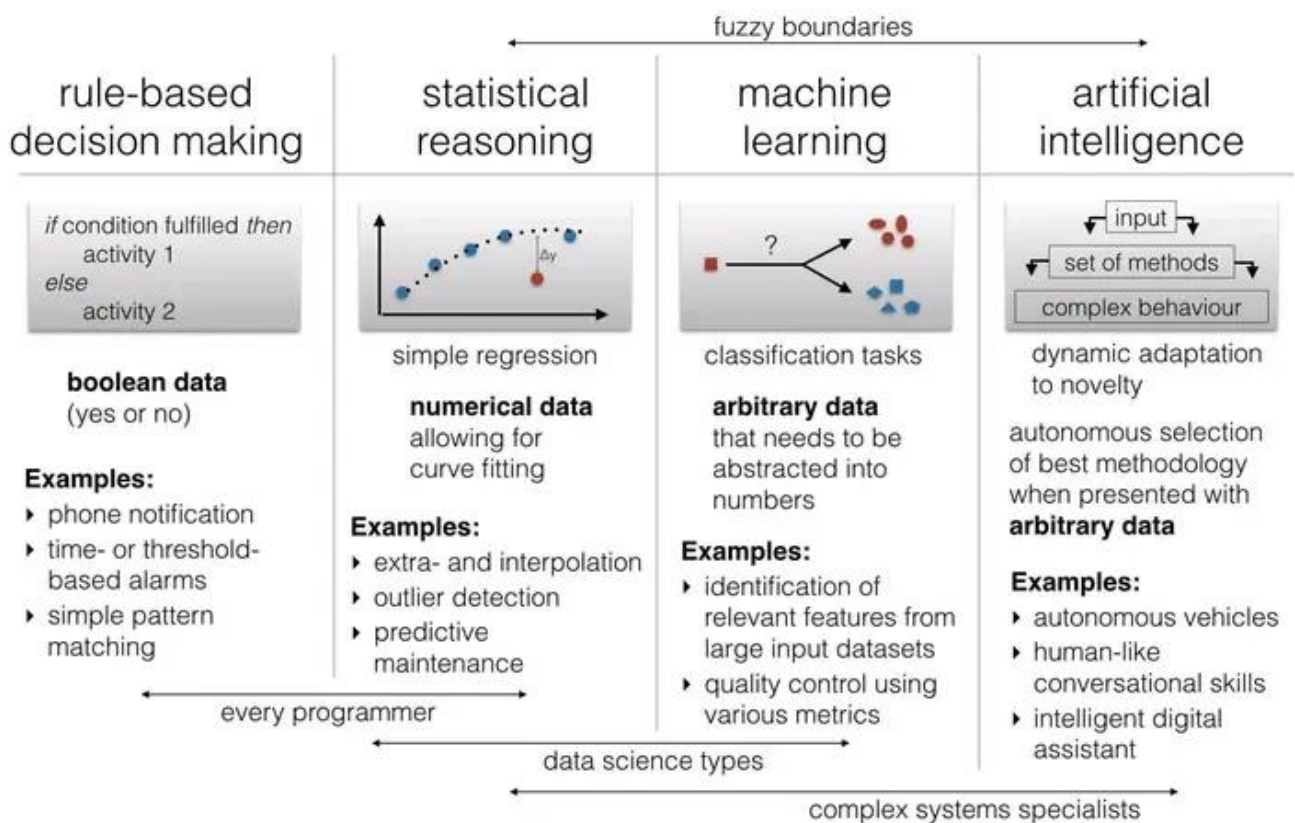 fuzzy boundaries
rule-based
decision making
if condition fulfilled then
activity 1
else
activity 2
boolean data
(yes or no)
Examples:
phone notification
time- or threshold-
based alarms
simple pattern
matching
statistical
reasoning
Δy
simple regression
numerical data
allowing for
curve fitting
Examples:
extra- and interpolation
outlier detection
predictive
maintenance
machine
learning
?
classification tasks
arbitrary data
that needs to be
abstracted into
numbers
Examples:
identification of
relevant features from
large input datasets
quality control using
various metrics
artificial
intelligence
input
set of methods
complex behaviour
dynamic adaptation
to novelty
autonomous selection
of best methodology
when presented with
arbitrary data
Examples:
autonomous vehicles
human-like
conversational skills
intelligent digital
assistant
every programmer
data science types
complex systems specialists